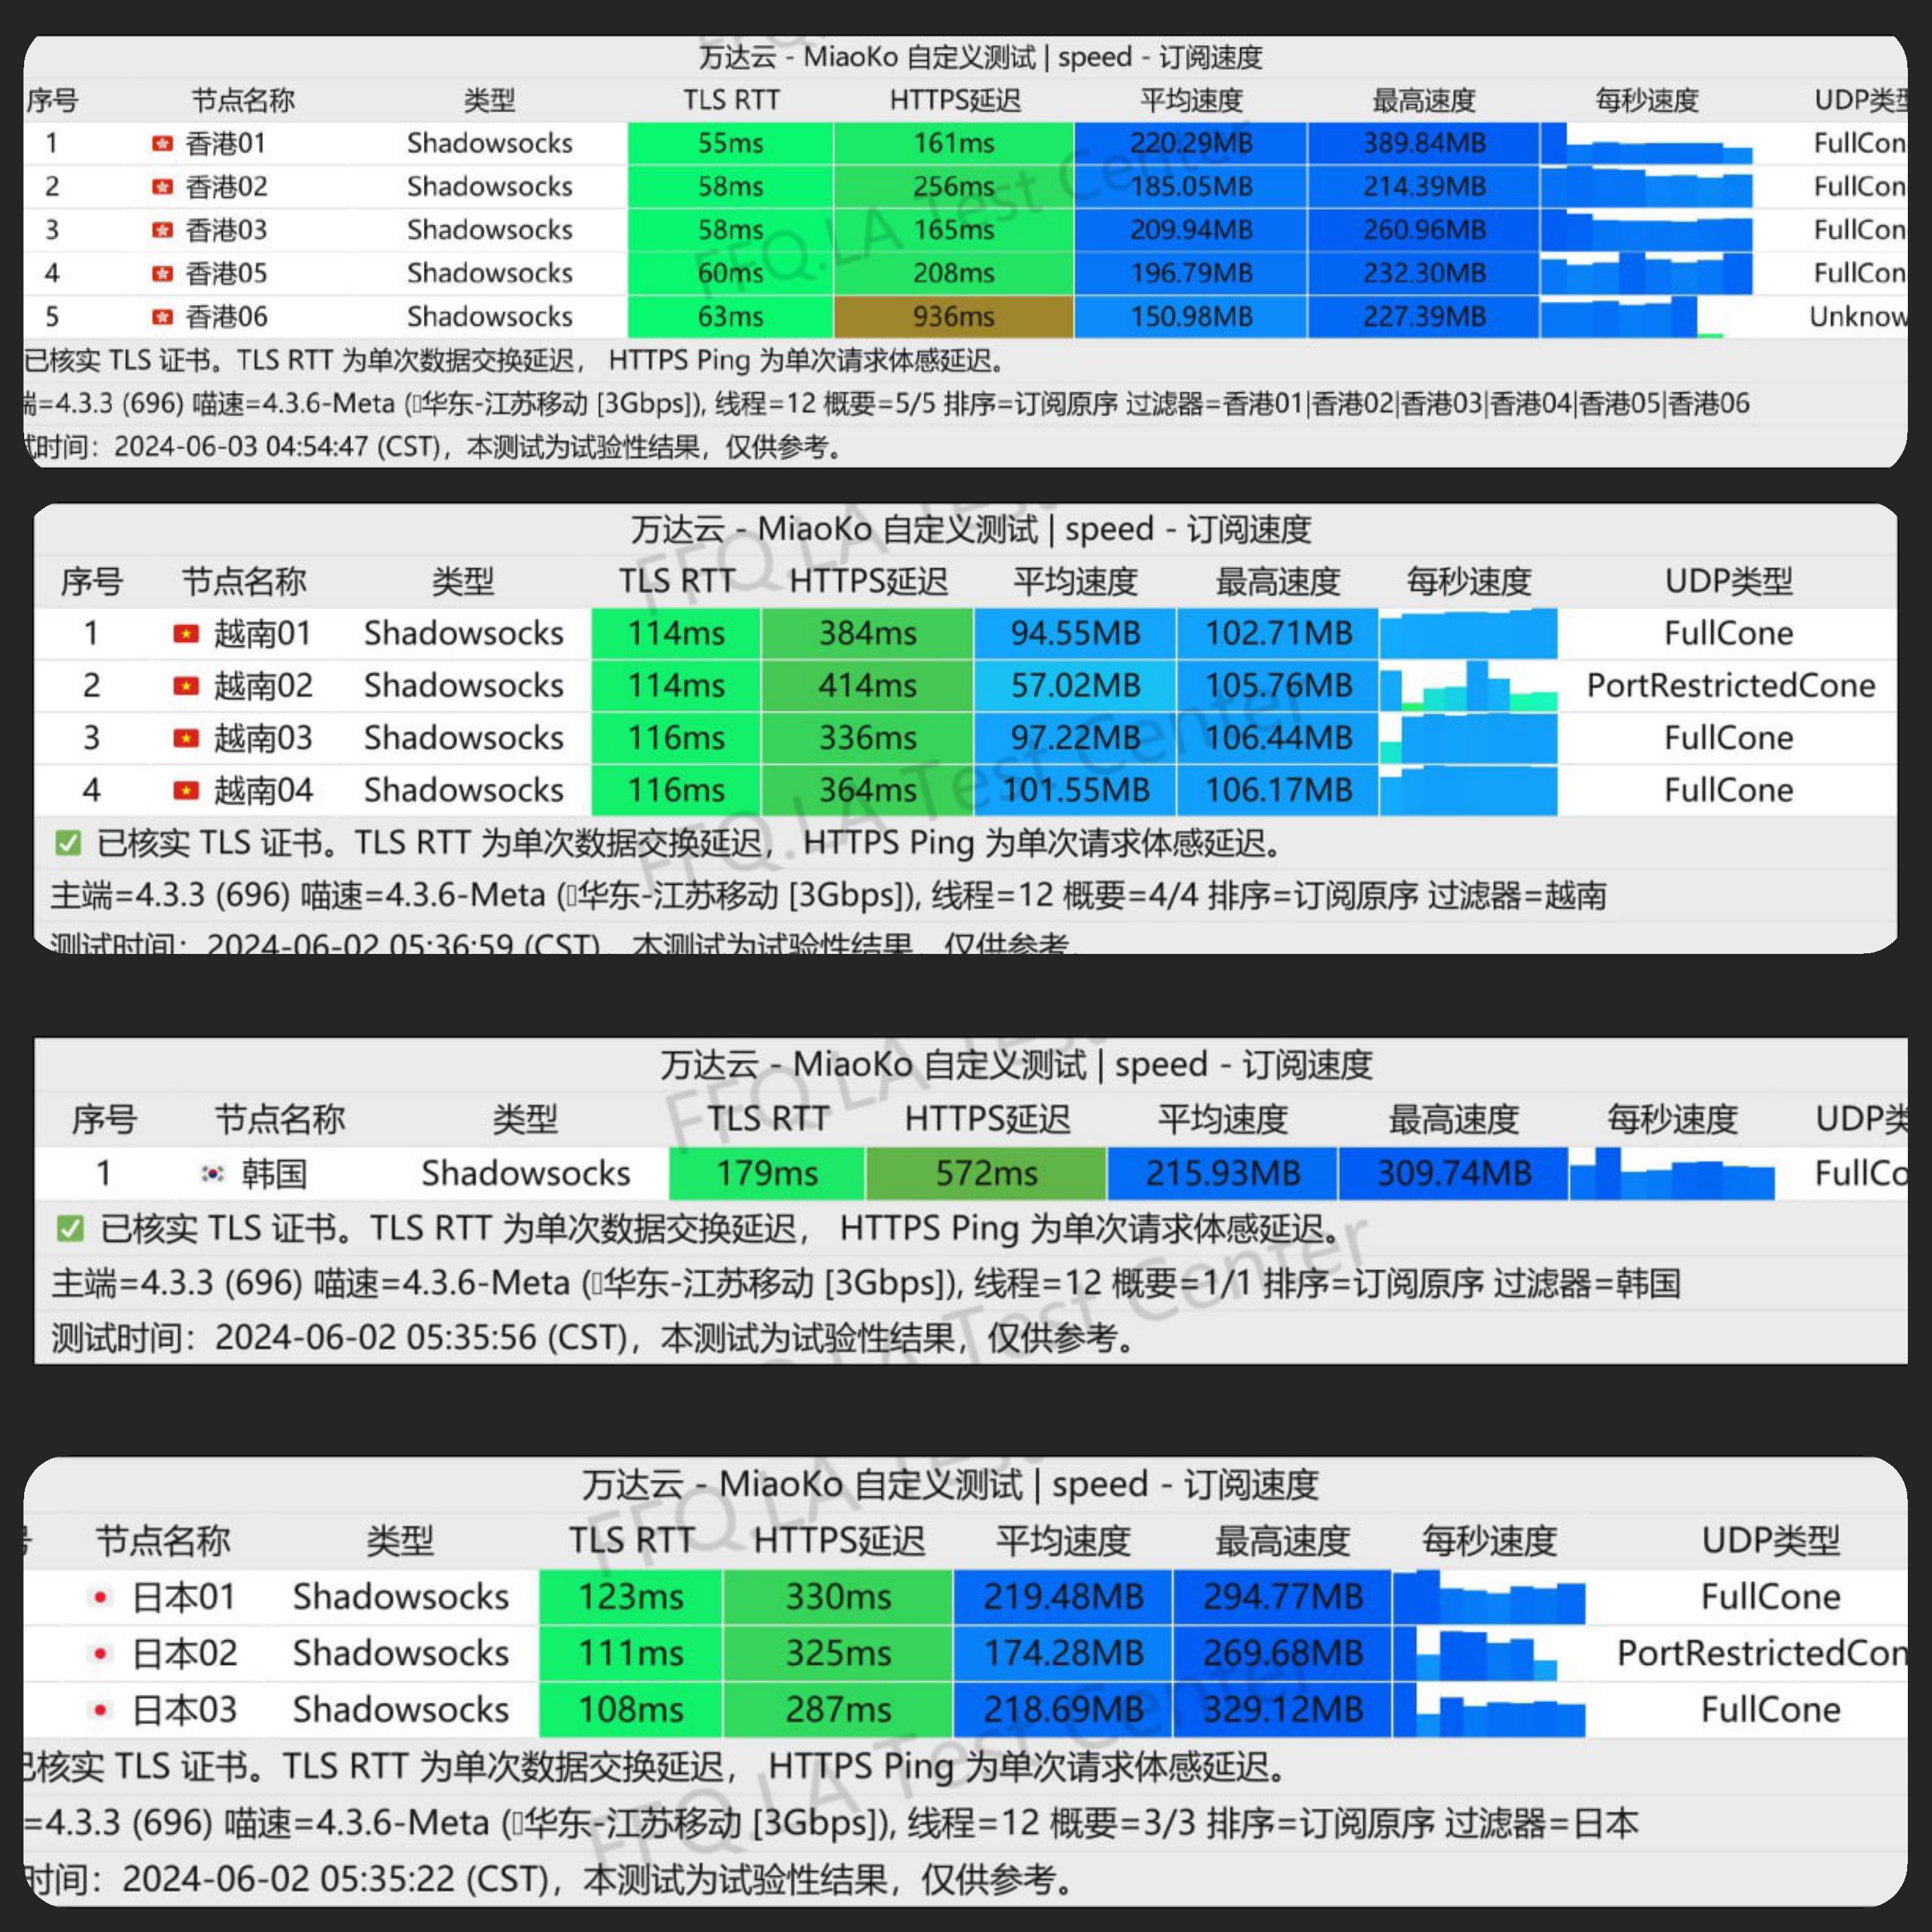 万达云 - MiaoKo 自定义测试 | speed - 订阅速度
序号 节点名称 类型 TLS RTT HTTPS延迟 平均速度 最高速度 每秒速度 UDP类型
1 香港01 Shadowsocks 55ms 161ms 220.29MB 389.84MB FullCon
2 香港02 Shadowsocks 58ms 256ms 185.05MB 214.39MB FullCon
3 香港03 Shadowsocks 58ms 165ms 209.94MB 260.96MB FullCon
4 香港05 Shadowsocks 60ms 208ms 196.79MB 232.30MB FullCon
5 香港06 Shadowsocks 63ms 936ms 150.98MB 227.39MB Unknow
已核实 TLS 证书。TLS RTT 为单次数据交换延迟， HTTPS Ping 为单次请求体感延迟。
端=4.3.3 (696) 喵速=4.3.6-Meta (华东-江苏移动 [3Gbps]), 线程=12 概要=5/5 排序=订阅原序 过滤器=香港01|香港02|香港03|香港04|香港05|香港06
试时间：2024-06-03 04:54:47 (CST)，本测试为试验性结果，仅供参考。
FFQ.LA Test Center
万达云 - MiaoKo 自定义测试 | speed - 订阅速度
序号 节点名称 类型 TLS RTT HTTPS延迟 平均速度 最高速度 每秒速度 UDP类型
1 越南01 Shadowsocks 114ms 384ms 94.55MB 102.71MB FullCone
2 越南02 Shadowsocks 114ms 414ms 57.02MB 105.76MB PortRestrictedCone
3 越南03 Shadowsocks 116ms 336ms 97.22MB 106.44MB FullCone
4 越南04 Shadowsocks 116ms 364ms 101.55MB 106.17MB FullCone
✅ 已核实 TLS 证书。TLS RTT 为单次数据交换延迟， HTTPS Ping 为单次请求体感延迟。
主端=4.3.3 (696) 喵速=4.3.6-Meta (华东-江苏移动 [3Gbps]), 线程=12 概要=4/4 排序=订阅原序 过滤器=越南
测试时间：2024-06-02 05:36:59 (CST)，本测试为试验性结果，仅供参考。
FFQ.LA Test Center
万达云 - MiaoKo 自定义测试 | speed - 订阅速度
序号 节点名称 类型 TLS RTT HTTPS延迟 平均速度 最高速度 每秒速度 UDP类
1 韩国 Shadowsocks 179ms 572ms 215.93MB 309.74MB FullCo
✅ 已核实 TLS 证书。TLS RTT 为单次数据交换延迟， HTTPS Ping 为单次请求体感延迟。
主端=4.3.3 (696) 喵速=4.3.6-Meta (华东-江苏移动 [3Gbps]), 线程=12 概要=1/1 排序=订阅原序 过滤器=韩国
测试时间：2024-06-02 05:35:56 (CST)，本测试为试验性结果，仅供参考。
FFQ.LA Test Center
万达云 - MiaoKo 自定义测试 | speed - 订阅速度
节点名称 类型 TLS RTT HTTPS延迟 平均速度 最高速度 每秒速度 UDP类型
日本01 Shadowsocks 123ms 330ms 219.48MB 294.77MB FullCone
日本02 Shadowsocks 111ms 325ms 174.28MB 269.68MB PortRestrictedCon
日本03 Shadowsocks 108ms 287ms 218.69MB 329.12MB FullCone
已核实 TLS 证书。TLS RTT 为单次数据交换延迟， HTTPS Ping 为单次请求体感延迟。
=4.3.3 (696) 喵速=4.3.6-Meta (华东-江苏移动 [3Gbps]), 线程=12 概要=3/3 排序=订阅原序 过滤器=日本
时间：2024-06-02 05:35:22 (CST)，本测试为试验性结果，仅供参考。
FFQ.LA Test Center